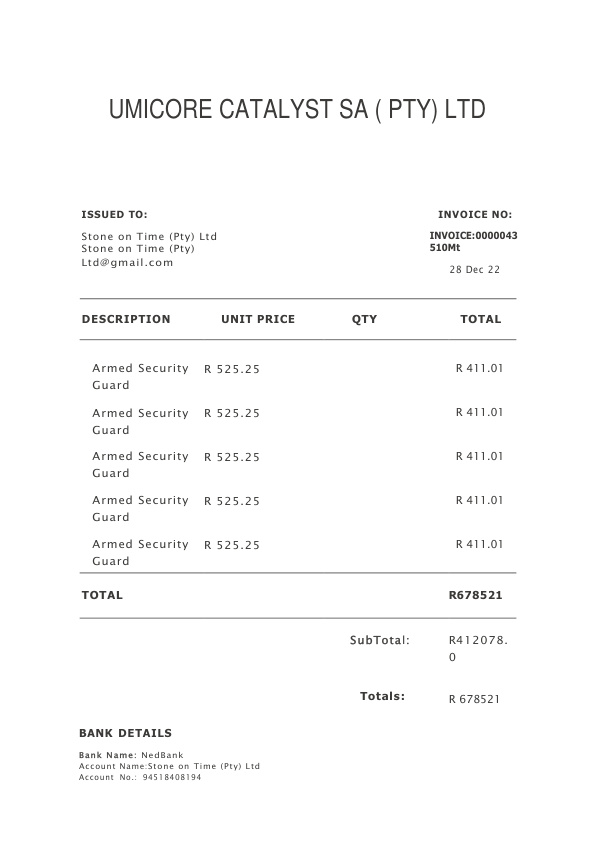 UMICORE CATALYST SA ( PTY) LTD
ISSUED TO:
INVOICE NO:
Stone on Time (Pty) Ltd
Stone on Time (Pty)
Ltd@gmail.com
INVOICE:0000043
510Mt
28 Dec 22
DESCRIPTION UNIT PRICE QTY TOTAL
Armed Security R 525.25 R 411.01
Guard
Armed Security R 525.25 R 411.01
Guard
Armed Security R 525.25 R 411.01
Guard
Armed Security R 525.25 R 411.01
Guard
Armed Security R 525.25 R 411.01
Guard
TOTAL R678521
SubTotal: R412078.
0
Totals: R 678521
BANK DETAILS
Bank Name: NedBank
Account Name:Stone on Time (Pty) Ltd
Account No.: 94518408194